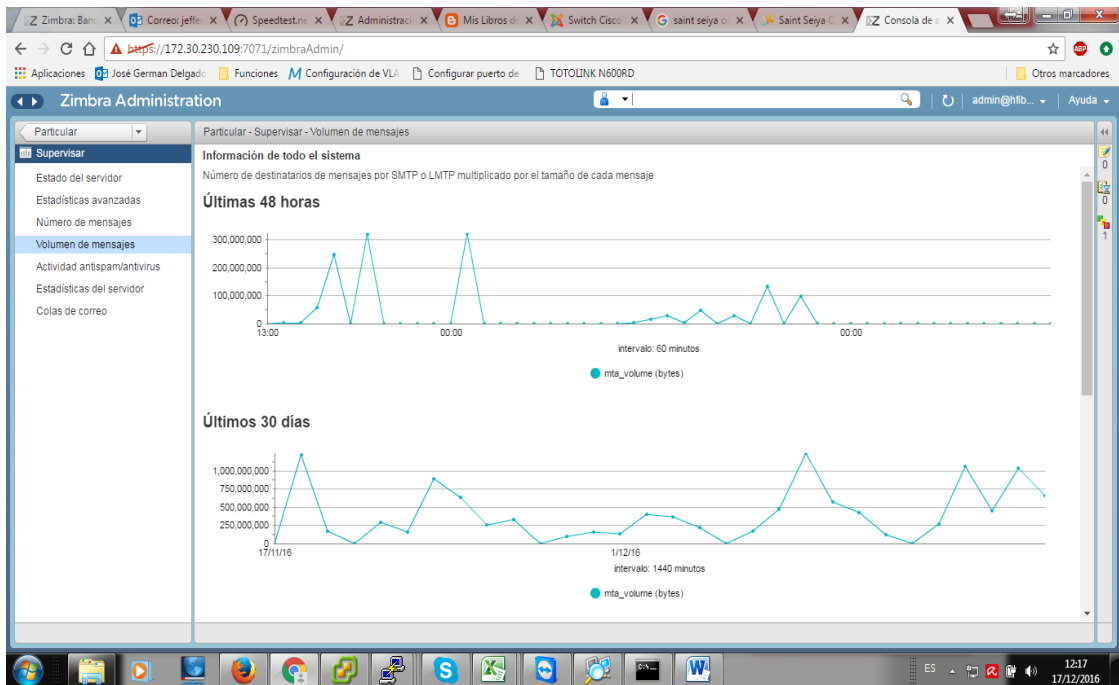 Zimbra: Banc
Correo: jeffe
Speedtest.ne
Administraci
Mis Libros d
Switch Cisco
saint seiya o
Saint Seiya C
Consola de a
https://172.30.230.109:7071/zimbraAdmin/
Aplicaciones
José German Delgado
Funciones
Configuración de VLA
Configurar puerto de
TOTOLINK N600RD
Otros marcadores
Zimbra Administration
admin@hfib...
Ayuda
Particular
Particular - Supervisar - Volumen de mensajes
Supervisar
Estado del servidor
Estadísticas avanzadas
Número de mensajes
Volumen de mensajes
Actividad antispam/antivirus
Estadísticas del servidor
Colas de correo
Información de todo el sistema
Número de destinatarios de mensajes por SMTP o LMTP multiplicado por el tamaño de cada mensaje
Últimas 48 horas
300,000,000
200,000,000
100,000,000
0
13:00 00:00 00:00
intervalo: 60 minutos
mta_volume (bytes)
Últimos 30 días
1,000,000,000
750,000,000
500,000,000
250,000,000
0
17/11/16 1/12/16
intervalo: 1440 minutos
mta_volume (bytes)
0
0
1
ES
12:17
17/12/2016